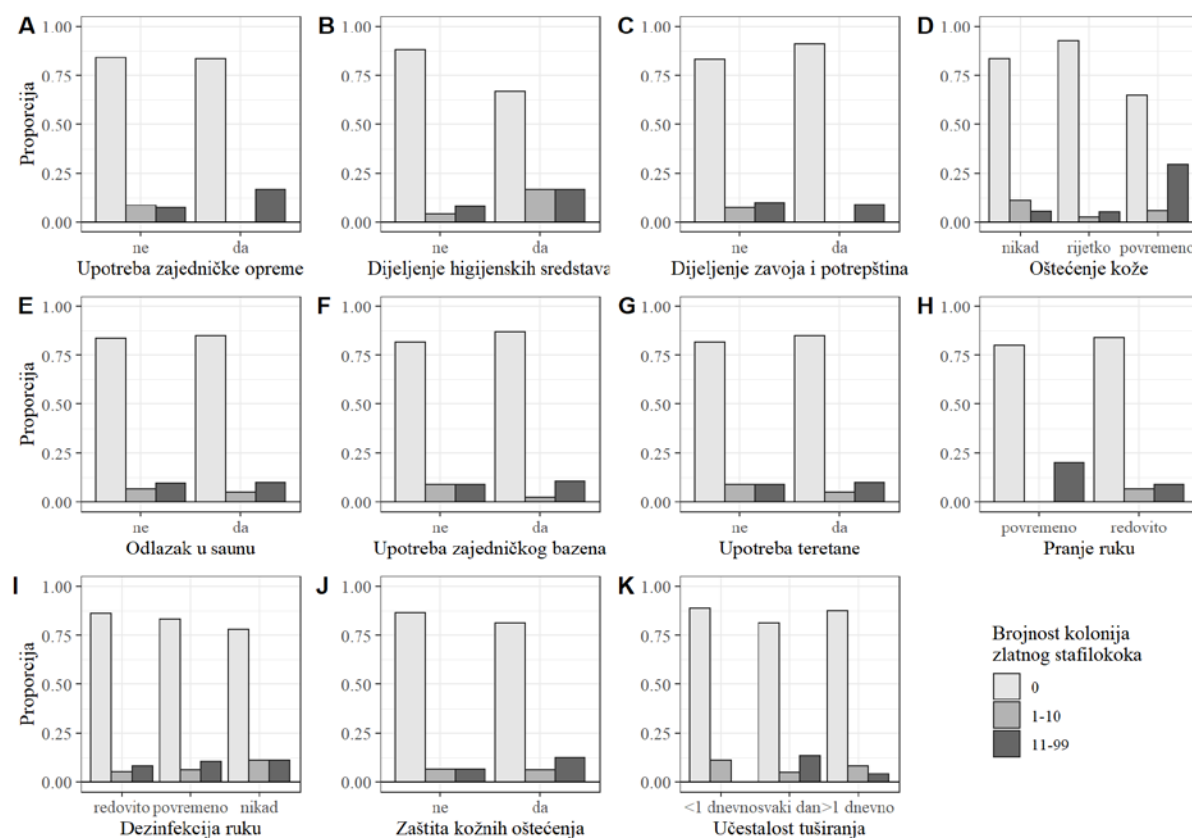 A
B
C
D
Proporcija
1.00
0.75
0.50
0.25
0.00
ne
da
Upotreba zajedničke opreme
1.00
0.75
0.50
0.25
0.00
ne
da
Dijeljenje higijenskih sredstava
1.00
0.75
0.50
0.25
0.00
ne
da
Dijeljenje zavoja i potrepština
1.00
0.75
0.50
0.25
0.00
nikad
rijetko
povremeno
Oštećenje kože
E
F
G
H
Proporcija
1.00
0.75
0.50
0.25
0.00
ne
da
Odlazak u saunu
1.00
0.75
0.50
0.25
0.00
ne
da
Upotreba zajedničkog bazena
1.00
0.75
0.50
0.25
0.00
ne
da
Upotreba teretane
1.00
0.75
0.50
0.25
0.00
povremeno
redovito
Pranje ruku
I
J
K
Proporcija
1.00
0.75
0.50
0.25
0.00
redovito
povremeno
nikad
Dezinfekcija ruku
1.00
0.75
0.50
0.25
0.00
ne
da
Zaštita kožnih oštećenja
1.00
0.75
0.50
0.25
0.00
<1 dnevno
svaki dan
>1 dnevno
Učestalost tuširanja
Brojnost kolonija
zlatnog stafilokoka
0
1-10
11-99